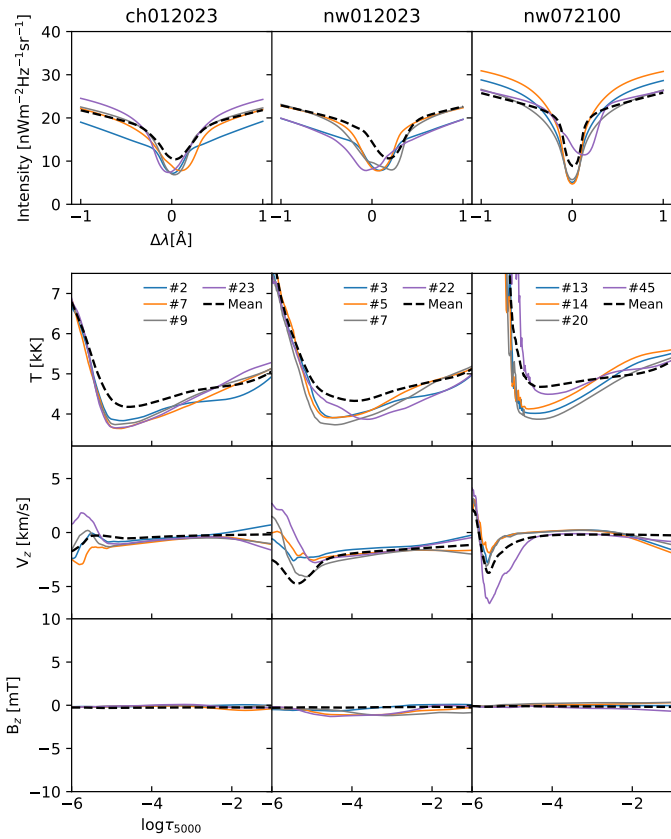 ch012023 nw012023 nw072100
Intensity [nWm⁻²Hz⁻¹sr⁻¹]
40
30
20
10
0
−1 0 1 −1 0 1 −1 0 1
Δλ[Å]
T [kK]
7
6
5
4
#2 #23
#7 Mean
#9
#3 #22
#5 Mean
#7
#13 #45
#14 Mean
#20
V_z [km/s]
5
0
−5
B_z [mT]
10
5
0
−5
−10
−6 −4 −2 −6 −4 −2 −6 −4 −2
logτ₅₀₀₀